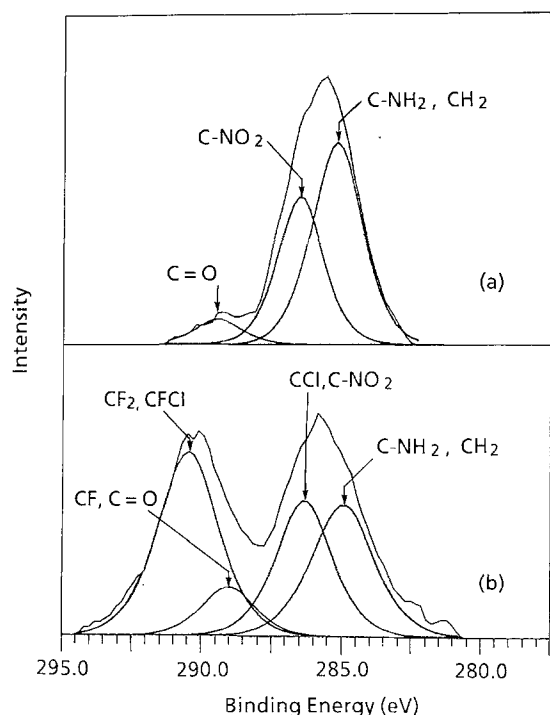 C-NH₂ , CH₂
C-NO₂
C=O
(a)
Intensity
CCl,C-NO₂
CF₂, CFCl
C-NH₂ , CH₂
CF, C=O
(b)
295.0 290.0 285.0 280.0
Binding Energy (eV)